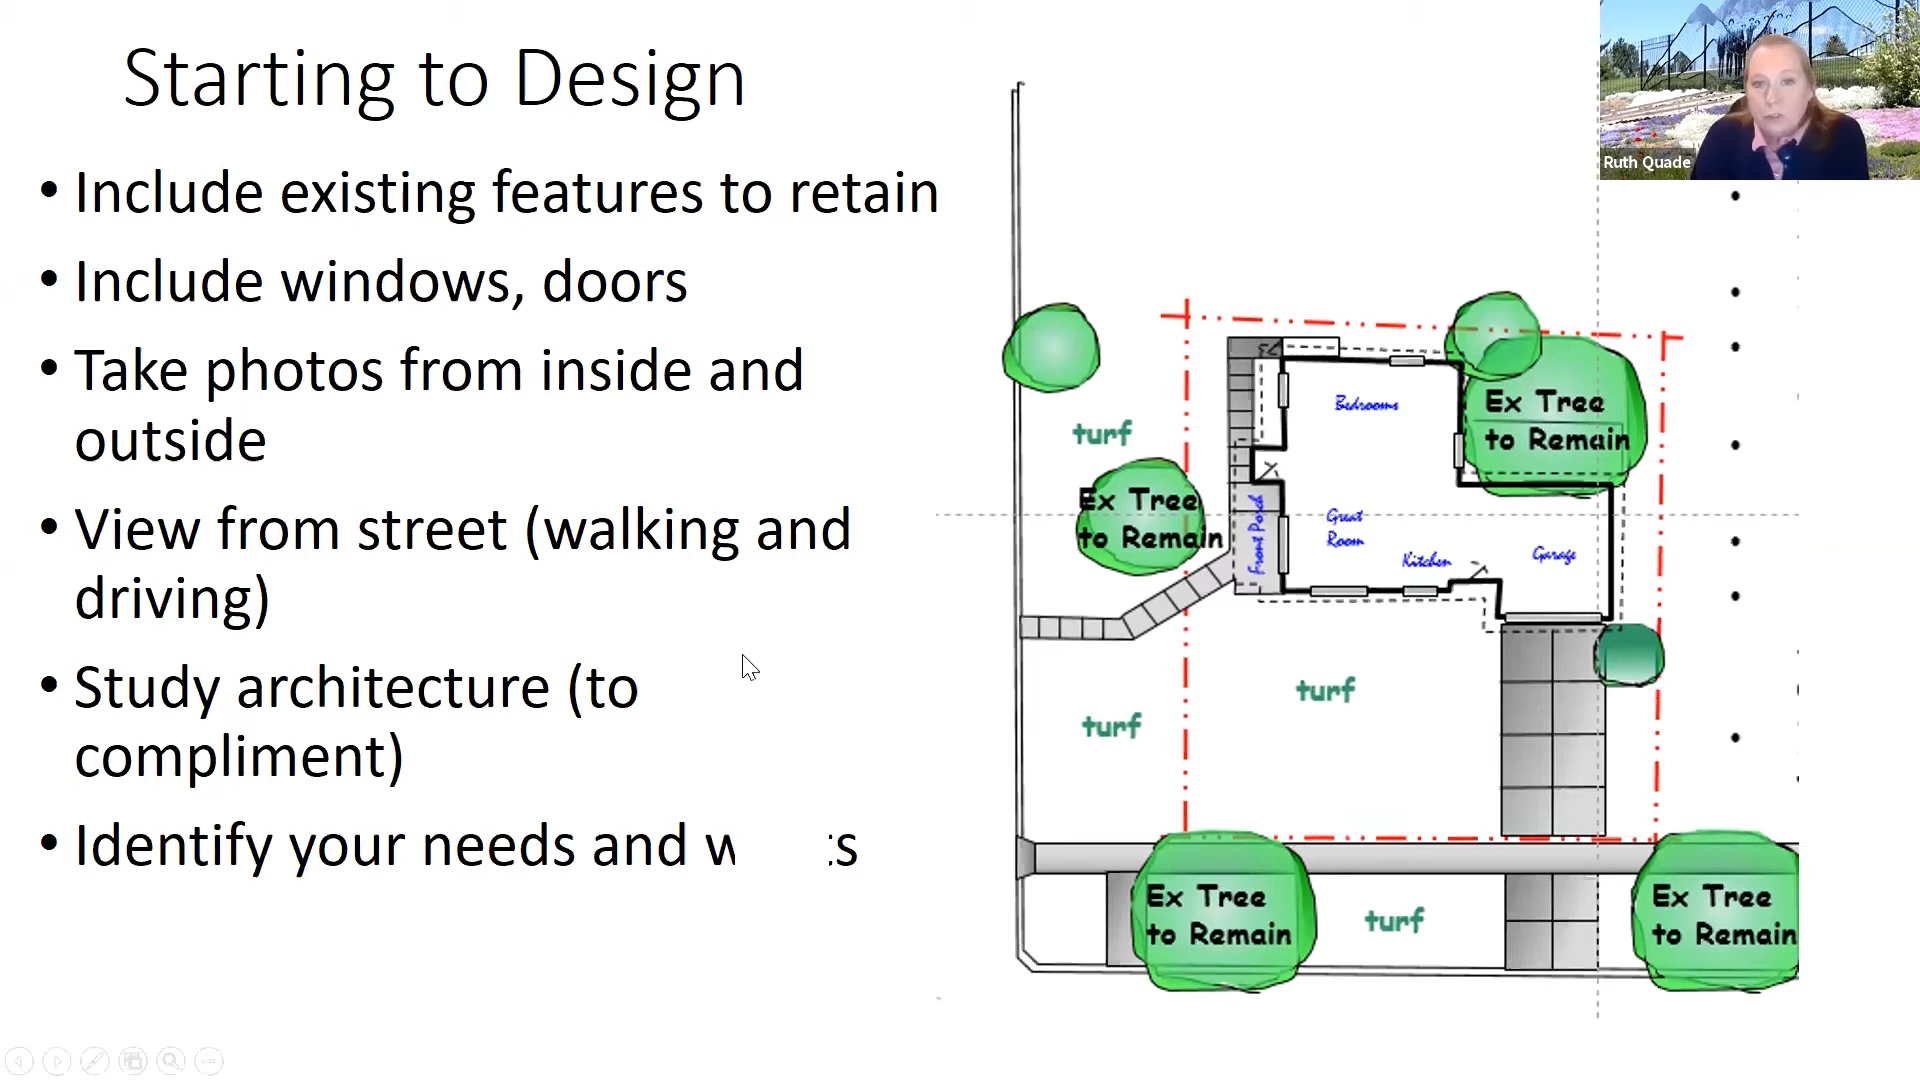 Starting to Design
• Include existing features to retain
• Include windows, doors
• Take photos from inside and
outside
• View from street (walking and
driving)
• Study architecture (to
compliment)
• Identify your needs and
Ruth Quade
Bedrooms
Ex Tree
to Remain
turf
Ex Tree
to Remain
Front Porch
Great
Room
Kitchen
Garage
turf
turf
Ex Tree
to Remain
turf
Ex Tree
to Remain